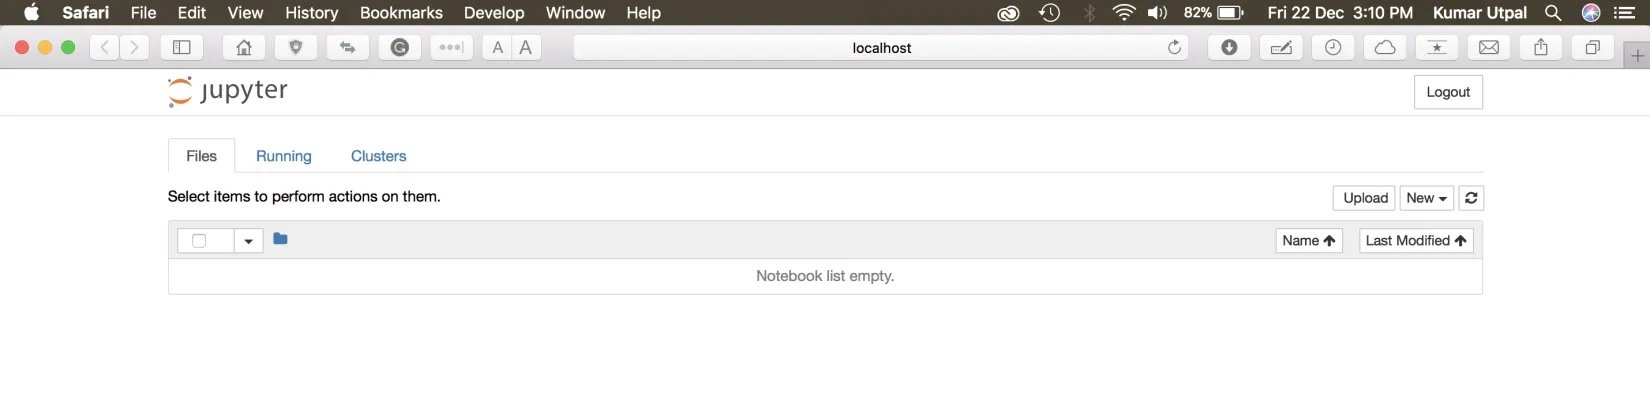 Safari File Edit View History Bookmarks Develop Window Help 82% Fri 22 Dec 3:10 PM Kumar Utpal
A A localhost
jupyter Logout
Files Running Clusters
Select items to perform actions on them. Upload New
Name Last Modified
Notebook list empty.